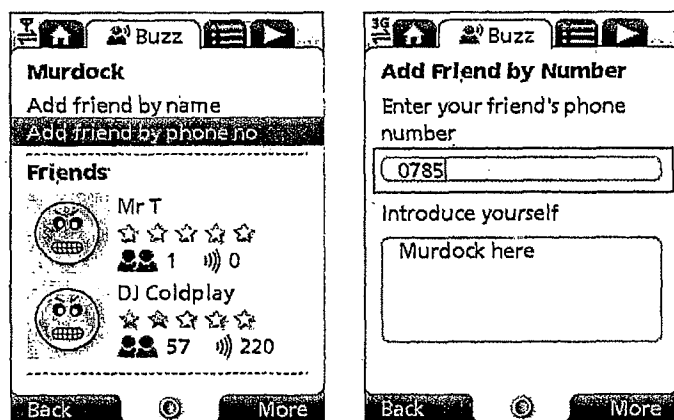 Buzz
Murdock
Add friend by name
Add friend by phone no
Friends
Mr T
1 0
DJ Coldplay
57 220
Back More
3G
Buzz
Add Friend by Number
Enter your friend's phone
number
0785
Introduce yourself
Murdock here
Back More